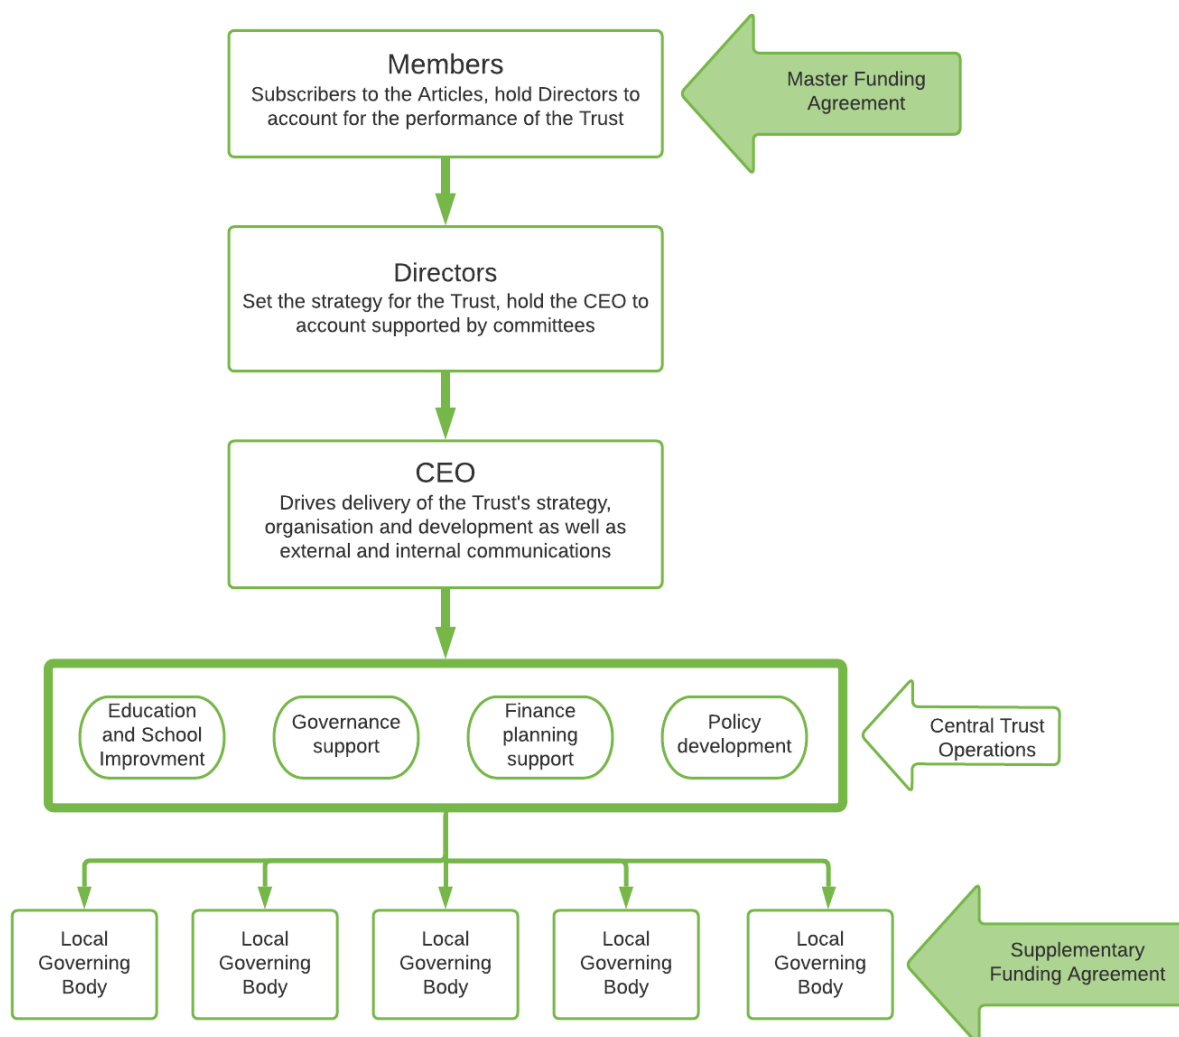 Members
Subscribers to the Articles, hold Directors to
account for the performance of the Trust
Master Funding
Agreement
Directors
Set the strategy for the Trust, hold the CEO to
account supported by committees
CEO
Drives delivery of the Trust's strategy,
organisation and development as well as
external and internal communications
Education
and School
Improvment
Governance
support
Finance
planning
support
Policy
development
Central Trust
Operations
Local
Governing
Body
Local
Governing
Body
Local
Governing
Body
Local
Governing
Body
Local
Governing
Body
Supplementary
Funding Agreement